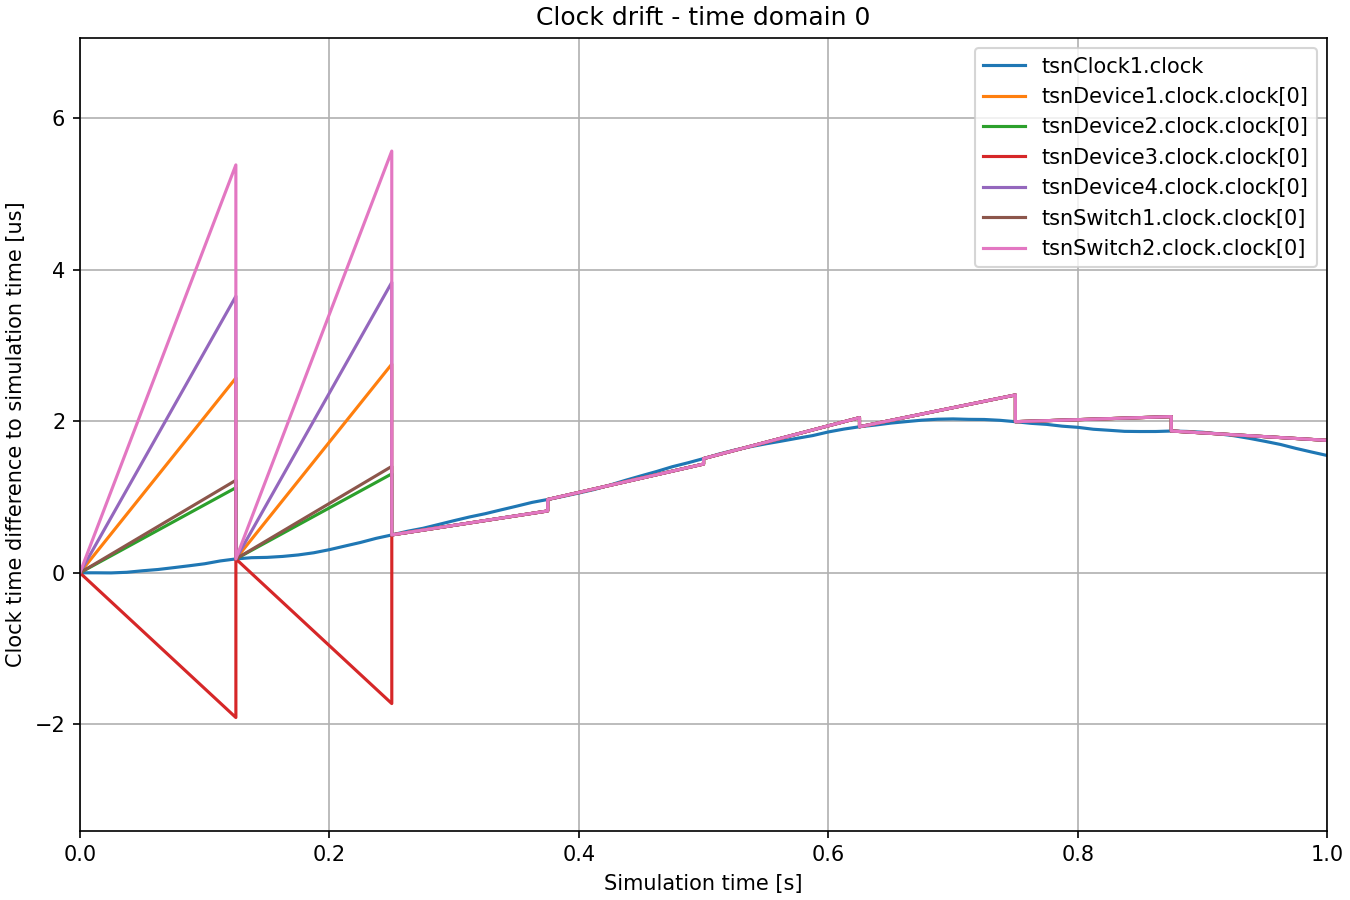 Clock drift - time domain 0
Clock time difference to simulation time [us]
6
4
2
0
−2
0.0
0.2
0.4
0.6
0.8
1.0
Simulation time [s]
tsnClock1.clock
tsnDevice1.clock.clock[0]
tsnDevice2.clock.clock[0]
tsnDevice3.clock.clock[0]
tsnDevice4.clock.clock[0]
tsnSwitch1.clock.clock[0]
tsnSwitch2.clock.clock[0]